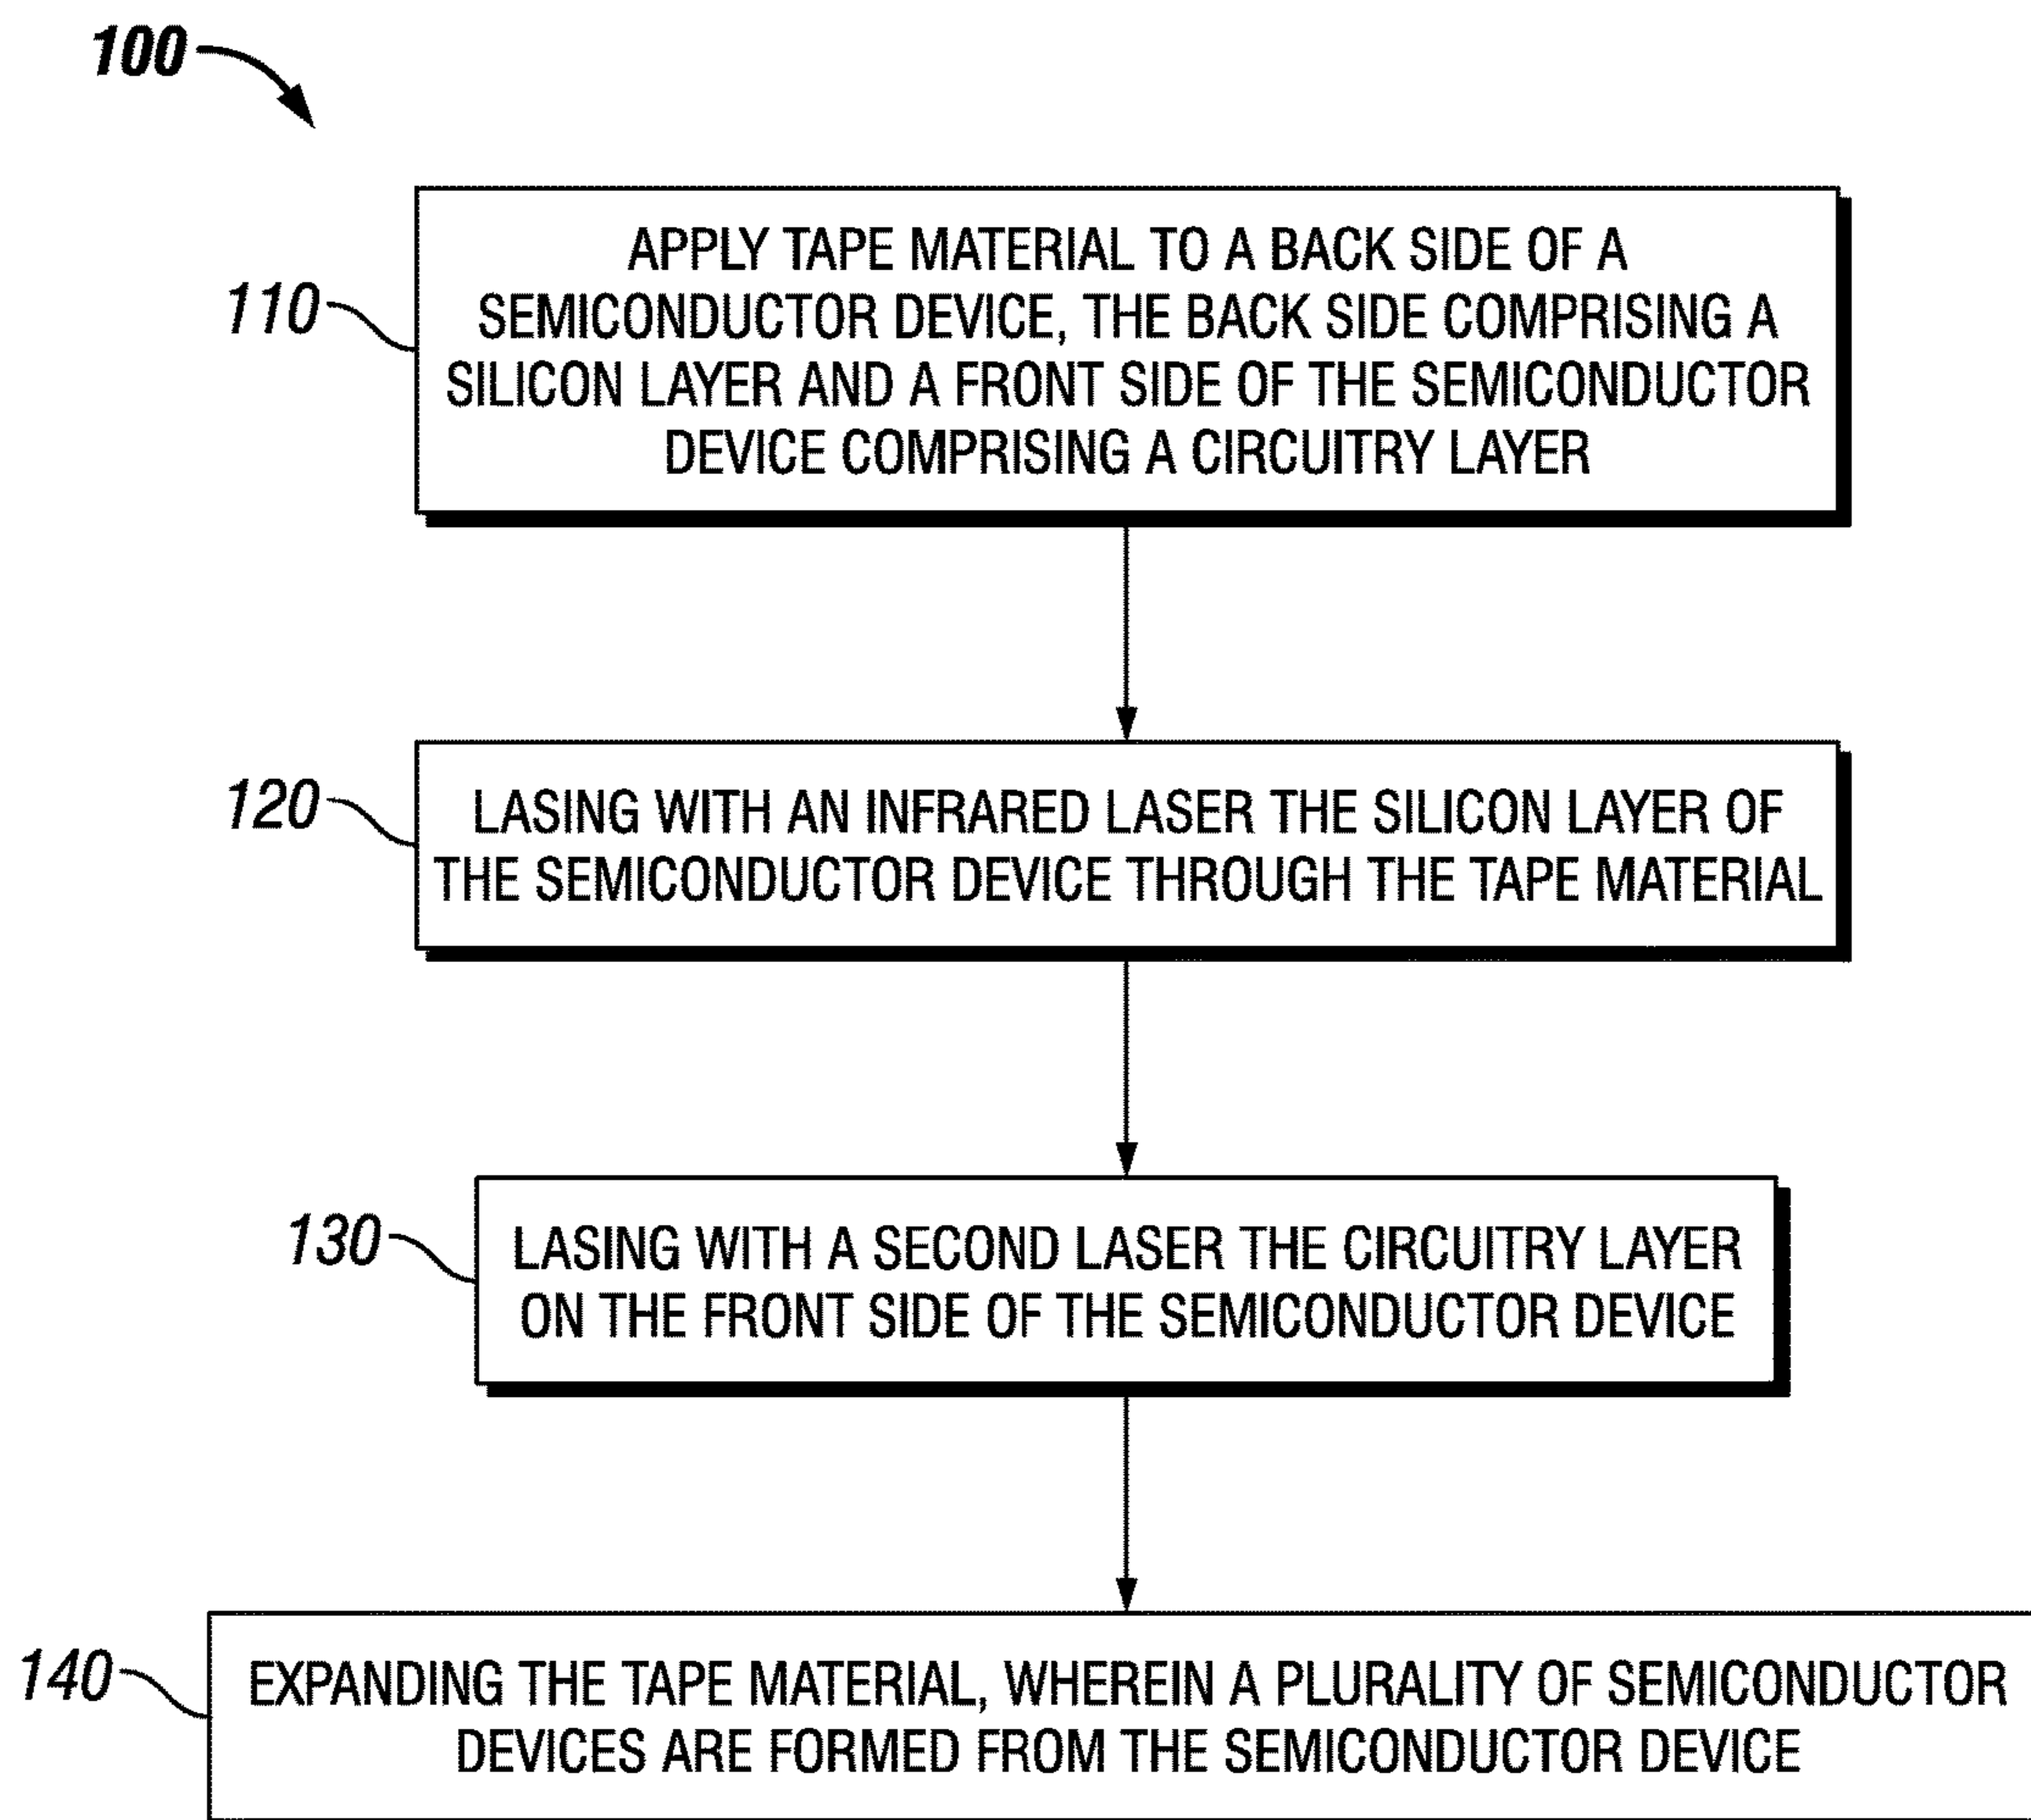 100
110
APPLY TAPE MATERIAL TO A BACK SIDE OF A
SEMICONDUCTOR DEVICE, THE BACK SIDE COMPRISING A
SILICON LAYER AND A FRONT SIDE OF THE SEMICONDUCTOR
DEVICE COMPRISING A CIRCUITRY LAYER
120
LASING WITH AN INFRARED LASER THE SILICON LAYER OF
THE SEMICONDUCTOR DEVICE THROUGH THE TAPE MATERIAL
130
LASING WITH A SECOND LASER THE CIRCUITRY LAYER
ON THE FRONT SIDE OF THE SEMICONDUCTOR DEVICE
140
EXPANDING THE TAPE MATERIAL, WHEREIN A PLURALITY OF SEMICONDUCTOR
DEVICES ARE FORMED FROM THE SEMICONDUCTOR DEVICE